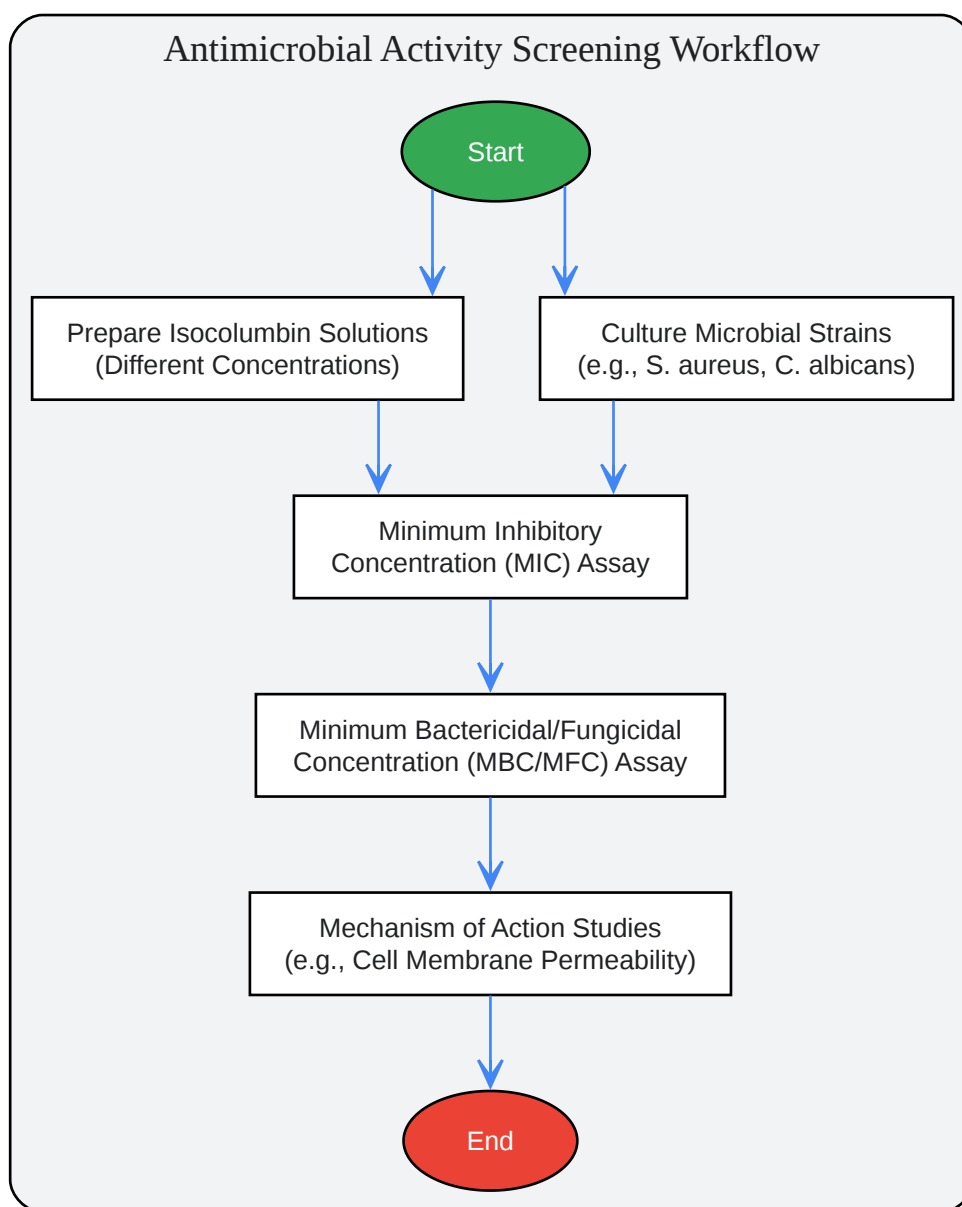 Antimicrobial Activity Screening Workflow
Start
Prepare Isocolumbin Solutions
(Different Concentrations)
Culture Microbial Strains
(e.g., S. aureus, C. albicans)
Minimum Inhibitory
Concentration (MIC) Assay
Minimum Bactericidal/Fungicidal
Concentration (MBC/MFC) Assay
Mechanism of Action Studies
(e.g., Cell Membrane Permeability)
End